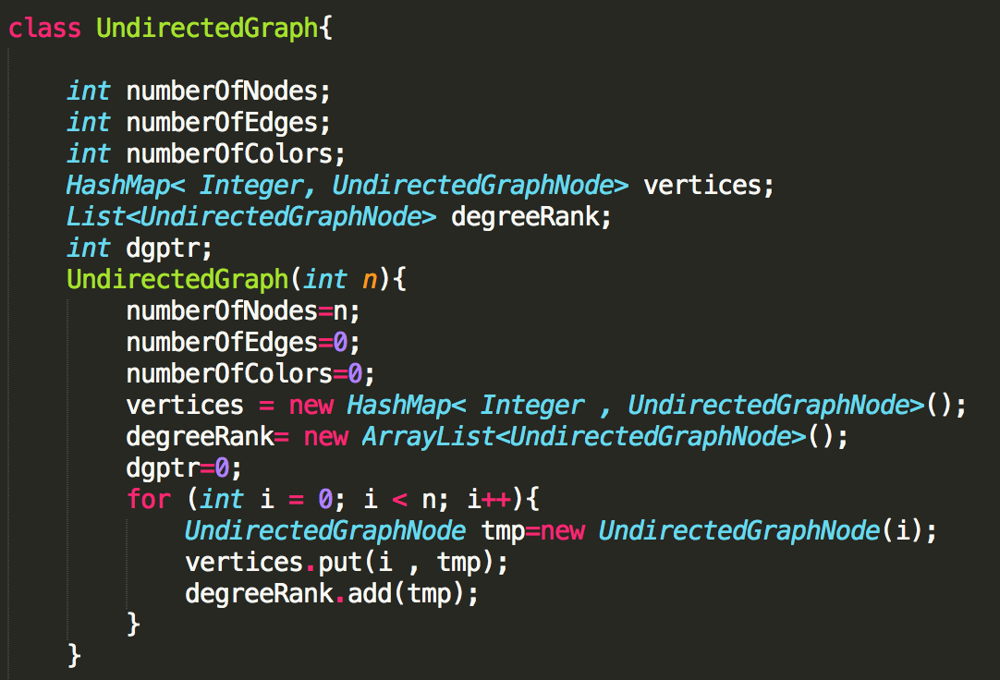 class UndirectedGraph{
int numberOfNodes;
int numberOfEdges;
int numberOfColors;
HashMap< Integer, UndirectedGraphNode> vertices;
List<UndirectedGraphNode> degreeRank;
int dgptr;
UndirectedGraph(int n){
numberOfNodes=n;
numberOfEdges=0;
numberOfColors=0;
vertices = new HashMap< Integer , UndirectedGraphNode>();
degreeRank= new ArrayList<UndirectedGraphNode>();
dgptr=0;
for (int i = 0; i < n; i++){
UndirectedGraphNode tmp=new UndirectedGraphNode(i);
vertices.put(i , tmp);
degreeRank.add(tmp);
}
}